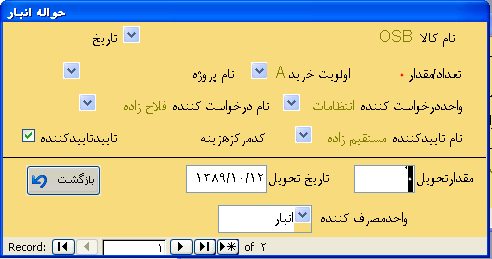 حواله انبار
نام کالا OSB تاریخ
تعداد/مقدار ۰ اولویت خرید A نام پروژه
واحددرخواست کننده انتظامات نام درخواست کننده فلاح زاده
نام تاییدکننده مستقیم زاده کدمرکزهزینه تاییدتاییدکننده
مقدارتحویل تاریخ تحویل ۱۳۸۹/۱۰/۱۲ بازگشت
واحدمصرف کننده انبار
Record: ۱ of ۲